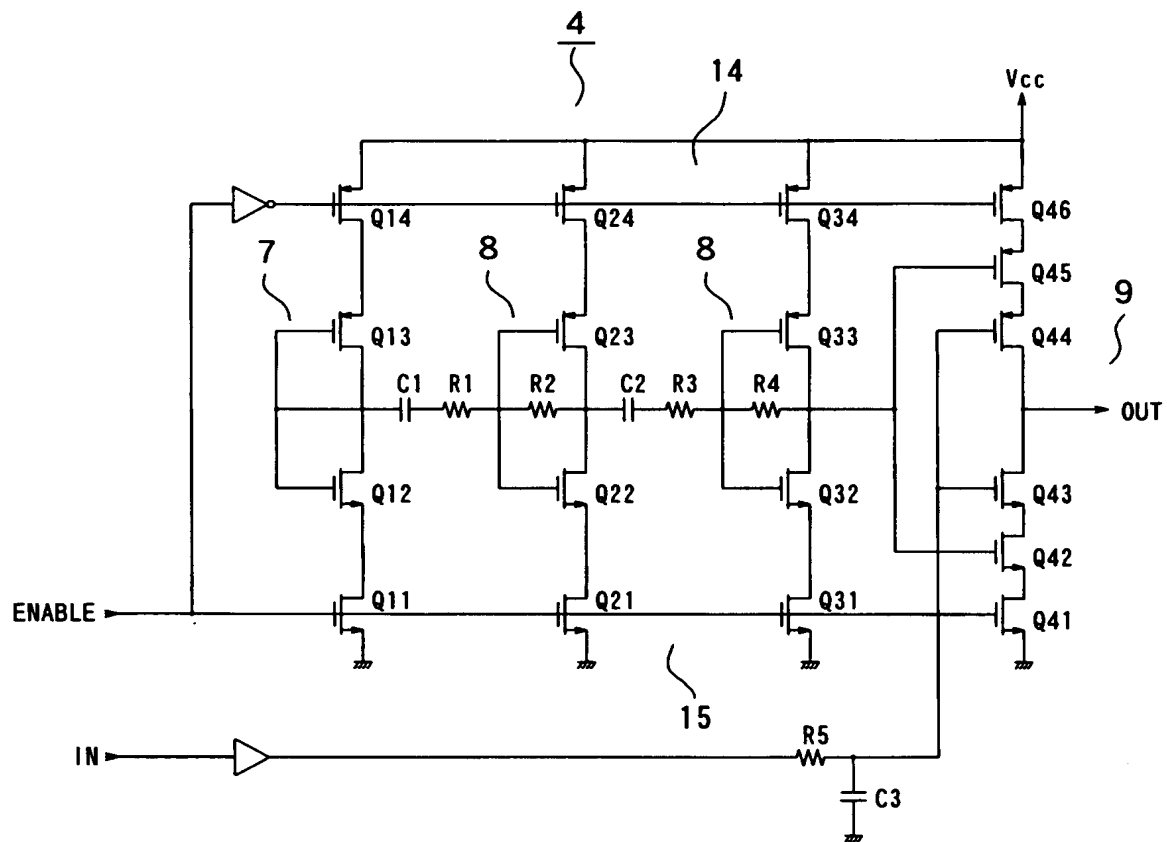 4
14
Vcc
Q14
Q24
Q34
Q46
7
8
8
Q45
9
Q13
Q23
Q33
Q44
C1
R1
R2
C2
R3
R4
OUT
Q12
Q22
Q32
Q43
Q42
ENABLE
Q11
Q21
Q31
Q41
15
IN
R5
C3